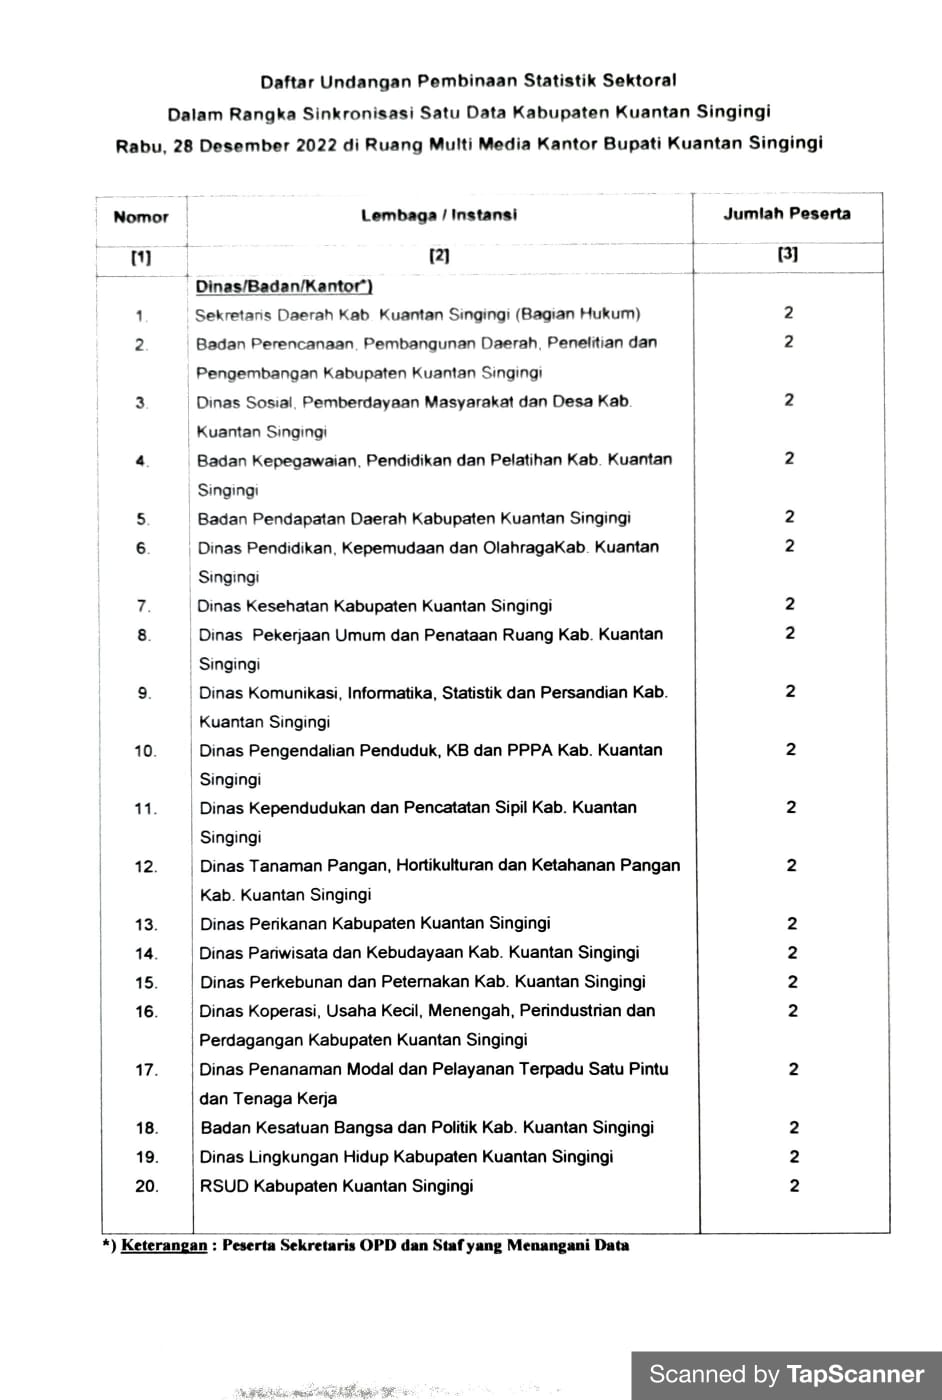 Daftar Undangan Pembinaan Statistik Sektoral
Dalam Rangka Sinkronisasi Satu Data Kabupaten Kuantan Singingi
Rabu, 28 Desember 2022 di Ruang Multi Media Kantor Bupati Kuantan Singingi
Nomor Lembaga / Instansi Jumlah Peserta
[1] [2] [3]
Dinas/Badan/Kantor*)
1. Sekretaris Daerah Kab. Kuantan Singingi (Bagian Hukum) 2
2. Badan Perencanaan, Pembangunan Daerah, Penelitian dan 2
Pengembangan Kabupaten Kuantan Singingi
3. Dinas Sosial, Pemberdayaan Masyarakat dan Desa Kab. 2
Kuantan Singingi
4. Badan Kepegawaian, Pendidikan dan Pelatihan Kab. Kuantan 2
Singingi
5. Badan Pendapatan Daerah Kabupaten Kuantan Singingi 2
6. Dinas Pendidikan, Kepemudaan dan OlahragaKab. Kuantan 2
Singingi
7. Dinas Kesehatan Kabupaten Kuantan Singingi 2
8. Dinas Pekerjaan Umum dan Penataan Ruang Kab. Kuantan 2
Singingi
9. Dinas Komunikasi, Informatika, Statistik dan Persandian Kab. 2
Kuantan Singingi
10. Dinas Pengendalian Penduduk, KB dan PPPA Kab. Kuantan 2
Singingi
11. Dinas Kependudukan dan Pencatatan Sipil Kab. Kuantan 2
Singingi
12. Dinas Tanaman Pangan, Hortikulturan dan Ketahanan Pangan 2
Kab. Kuantan Singingi
13. Dinas Perikanan Kabupaten Kuantan Singingi 2
14. Dinas Pariwisata dan Kebudayaan Kab. Kuantan Singingi 2
15. Dinas Perkebunan dan Peternakan Kab. Kuantan Singingi 2
16. Dinas Koperasi, Usaha Kecil, Menengah, Perindustrian dan 2
Perdagangan Kabupaten Kuantan Singingi
17. Dinas Penanaman Modal dan Pelayanan Terpadu Satu Pintu 2
dan Tenaga Kerja
18. Badan Kesatuan Bangsa dan Politik Kab. Kuantan Singingi 2
19. Dinas Lingkungan Hidup Kabupaten Kuantan Singingi 2
20. RSUD Kabupaten Kuantan Singingi 2
*) Keterangan : Peserta Sekretaris OPD dan Staf yang Menangani Data
Scanned by TapScanner